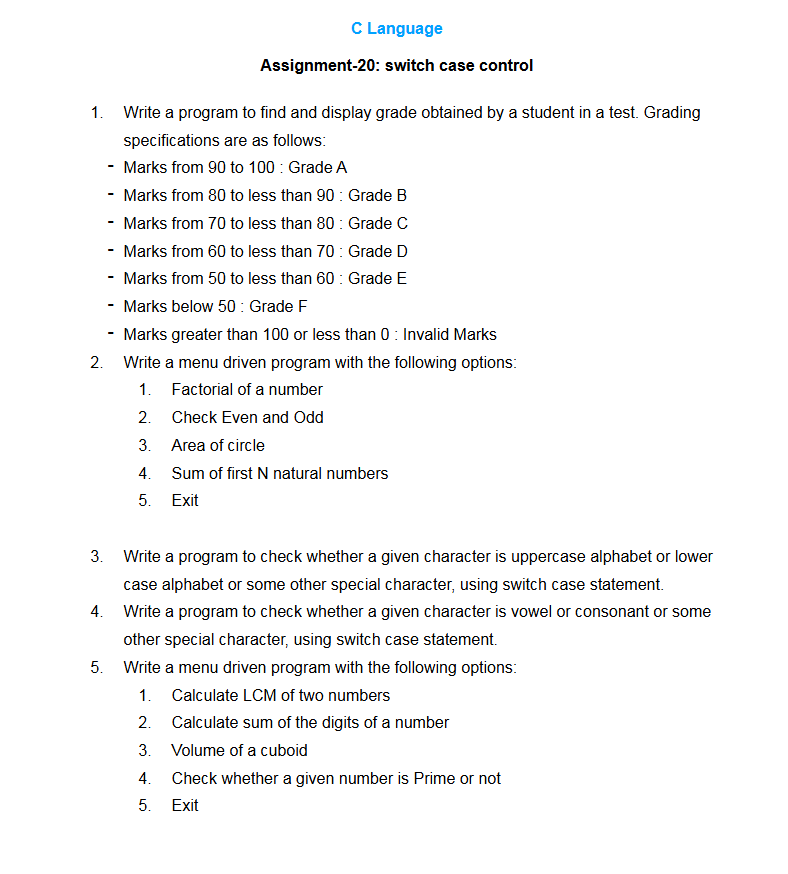 C Language
Assignment-20: switch case control
1. Write a program to find and display grade obtained by a student in a test. Grading
specifications are as follows:
- Marks from 90 to 100 : Grade A
- Marks from 80 to less than 90 : Grade B
- Marks from 70 to less than 80 : Grade C
- Marks from 60 to less than 70 : Grade D
- Marks from 50 to less than 60 : Grade E
- Marks below 50 : Grade F
- Marks greater than 100 or less than 0 : Invalid Marks
2. Write a menu driven program with the following options:
1. Factorial of a number
2. Check Even and Odd
3. Area of circle
4. Sum of first N natural numbers
5. Exit
3. Write a program to check whether a given character is uppercase alphabet or lower
case alphabet or some other special character, using switch case statement.
4. Write a program to check whether a given character is vowel or consonant or some
other special character, using switch case statement.
5. Write a menu driven program with the following options:
1. Calculate LCM of two numbers
2. Calculate sum of the digits of a number
3. Volume of a cuboid
4. Check whether a given number is Prime or not
5. Exit